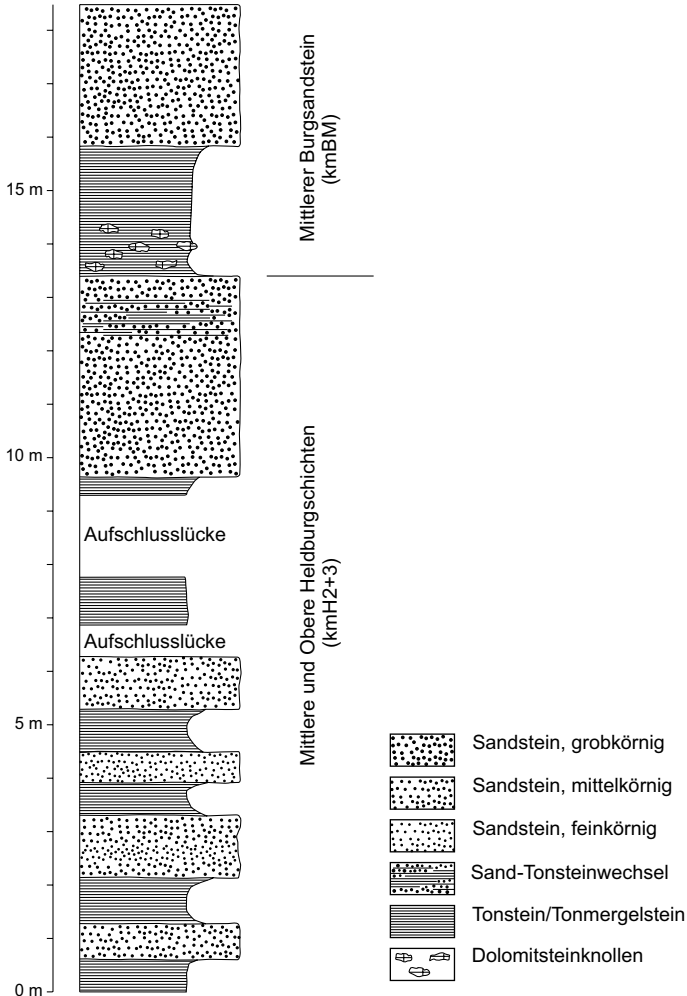 15 m
10 m
5 m
0 m
Mittlerer Burgsandstein
(kmBM)
Aufschlusslücke
Aufschlusslücke
Mittlere und Obere Heldburgschichten
(kmH2+3)
Sandstein, grobkörnig
Sandstein, mittelkörnig
Sandstein, feinkörnig
Sand-Tonsteinwechsel
Tonstein/Tonmergelstein
Dolomitsteinknollen